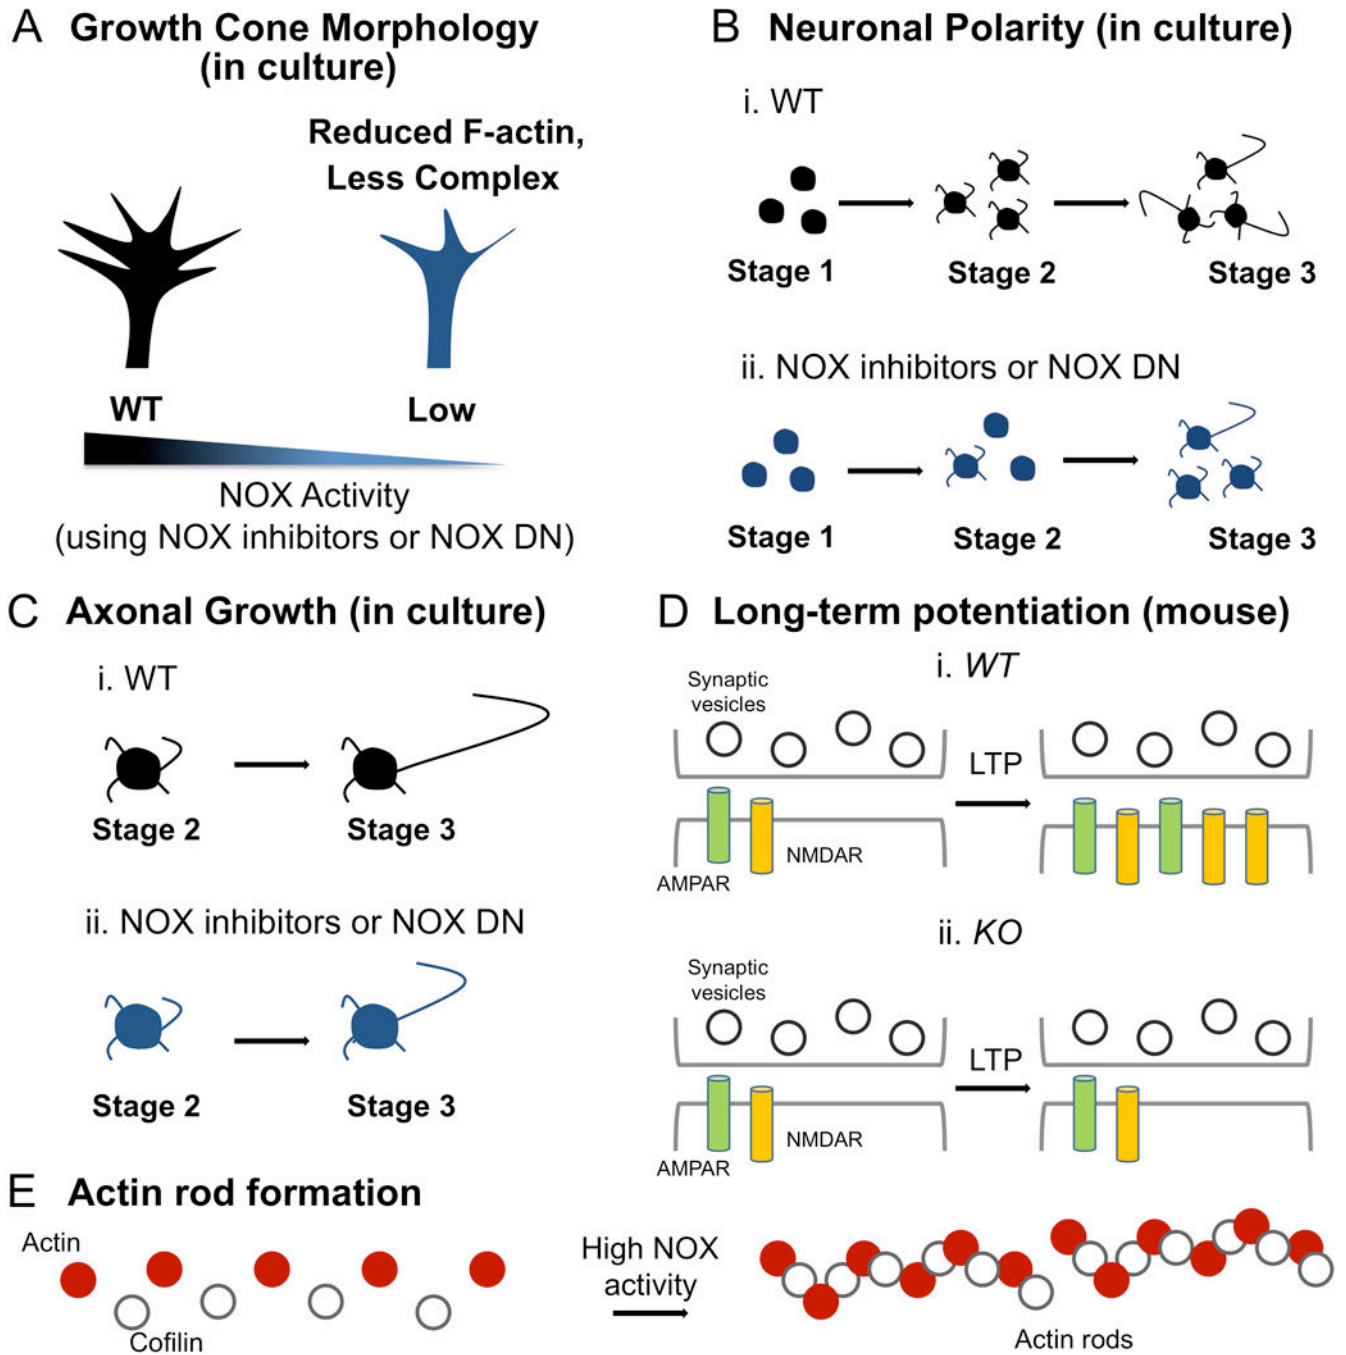 A Growth Cone Morphology
(in culture)
Reduced F-actin,
Less Complex
WT
Low
NOX Activity
(using NOX inhibitors or NOX DN)
B Neuronal Polarity (in culture)
i. WT
Stage 1
Stage 2
Stage 3
ii. NOX inhibitors or NOX DN
Stage 1
Stage 2
Stage 3
C Axonal Growth (in culture)
i. WT
Stage 2
Stage 3
ii. NOX inhibitors or NOX DN
Stage 2
Stage 3
D Long-term potentiation (mouse)
i. WT
Synaptic
vesicles
LTP
NMDAR
AMPAR
ii. KO
Synaptic
vesicles
LTP
NMDAR
AMPAR
E Actin rod formation
Actin
Cofilin
High NOX
activity
Actin rods